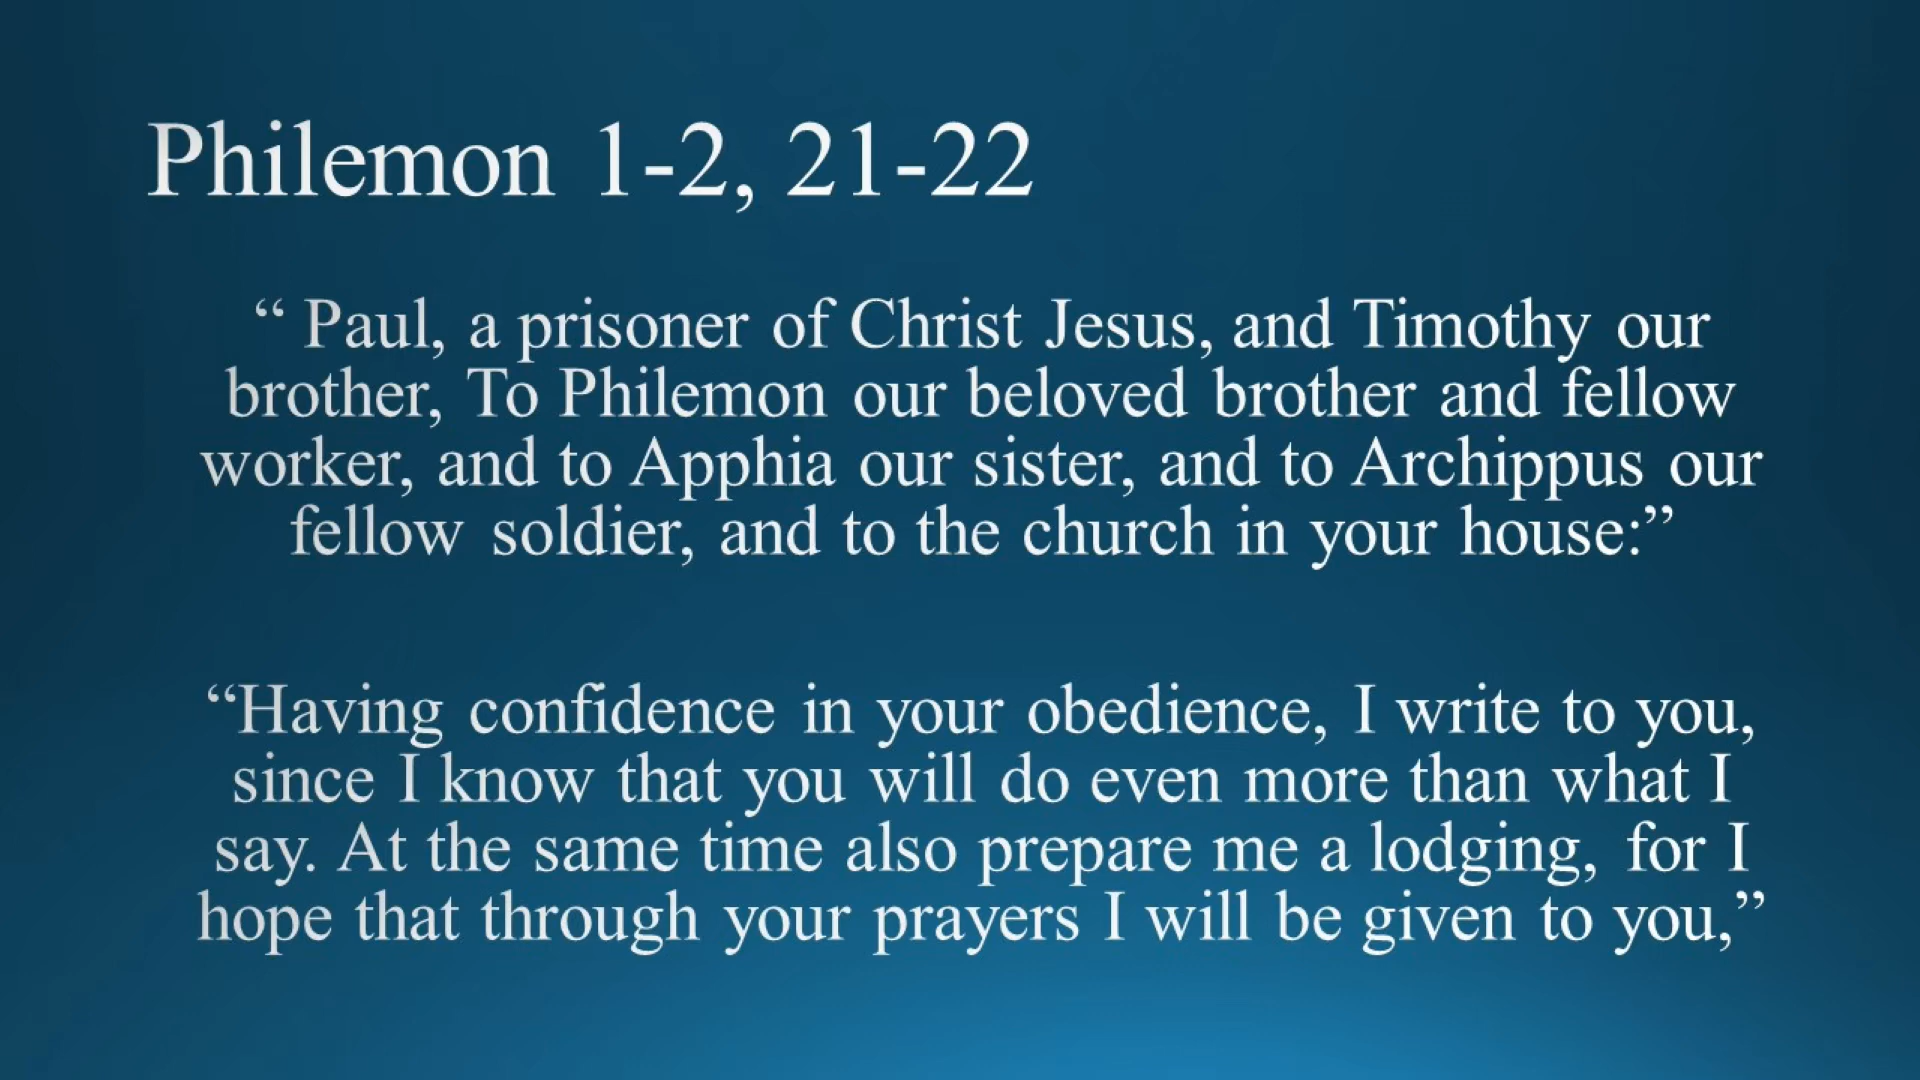 Philemon 1-2, 21-22
“ Paul, a prisoner of Christ Jesus, and Timothy our
brother, To Philemon our beloved brother and fellow
worker, and to Apphia our sister, and to Archippus our
fellow soldier, and to the church in your house:”
“Having confidence in your obedience, I write to you,
since I know that you will do even more than what I
say. At the same time also prepare me a lodging, for I
hope that through your prayers I will be given to you,”